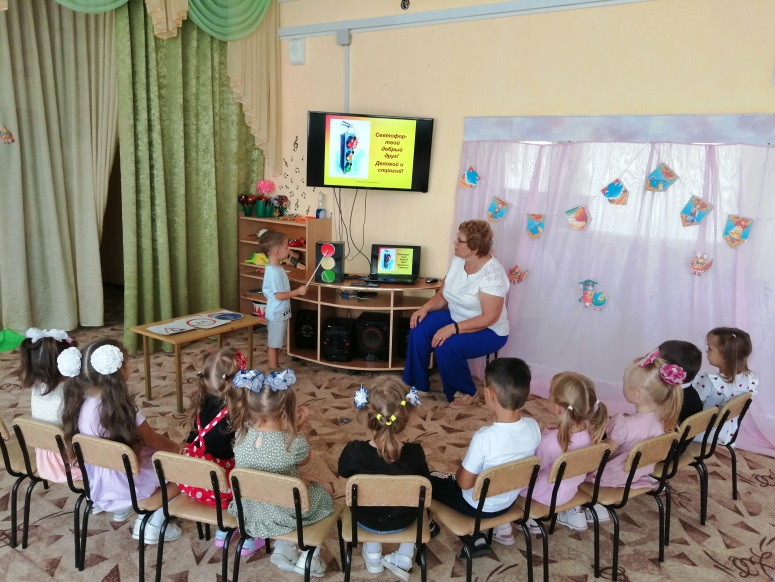 Светофор-
твой
добрый
друг!
Деловой и
строгий!